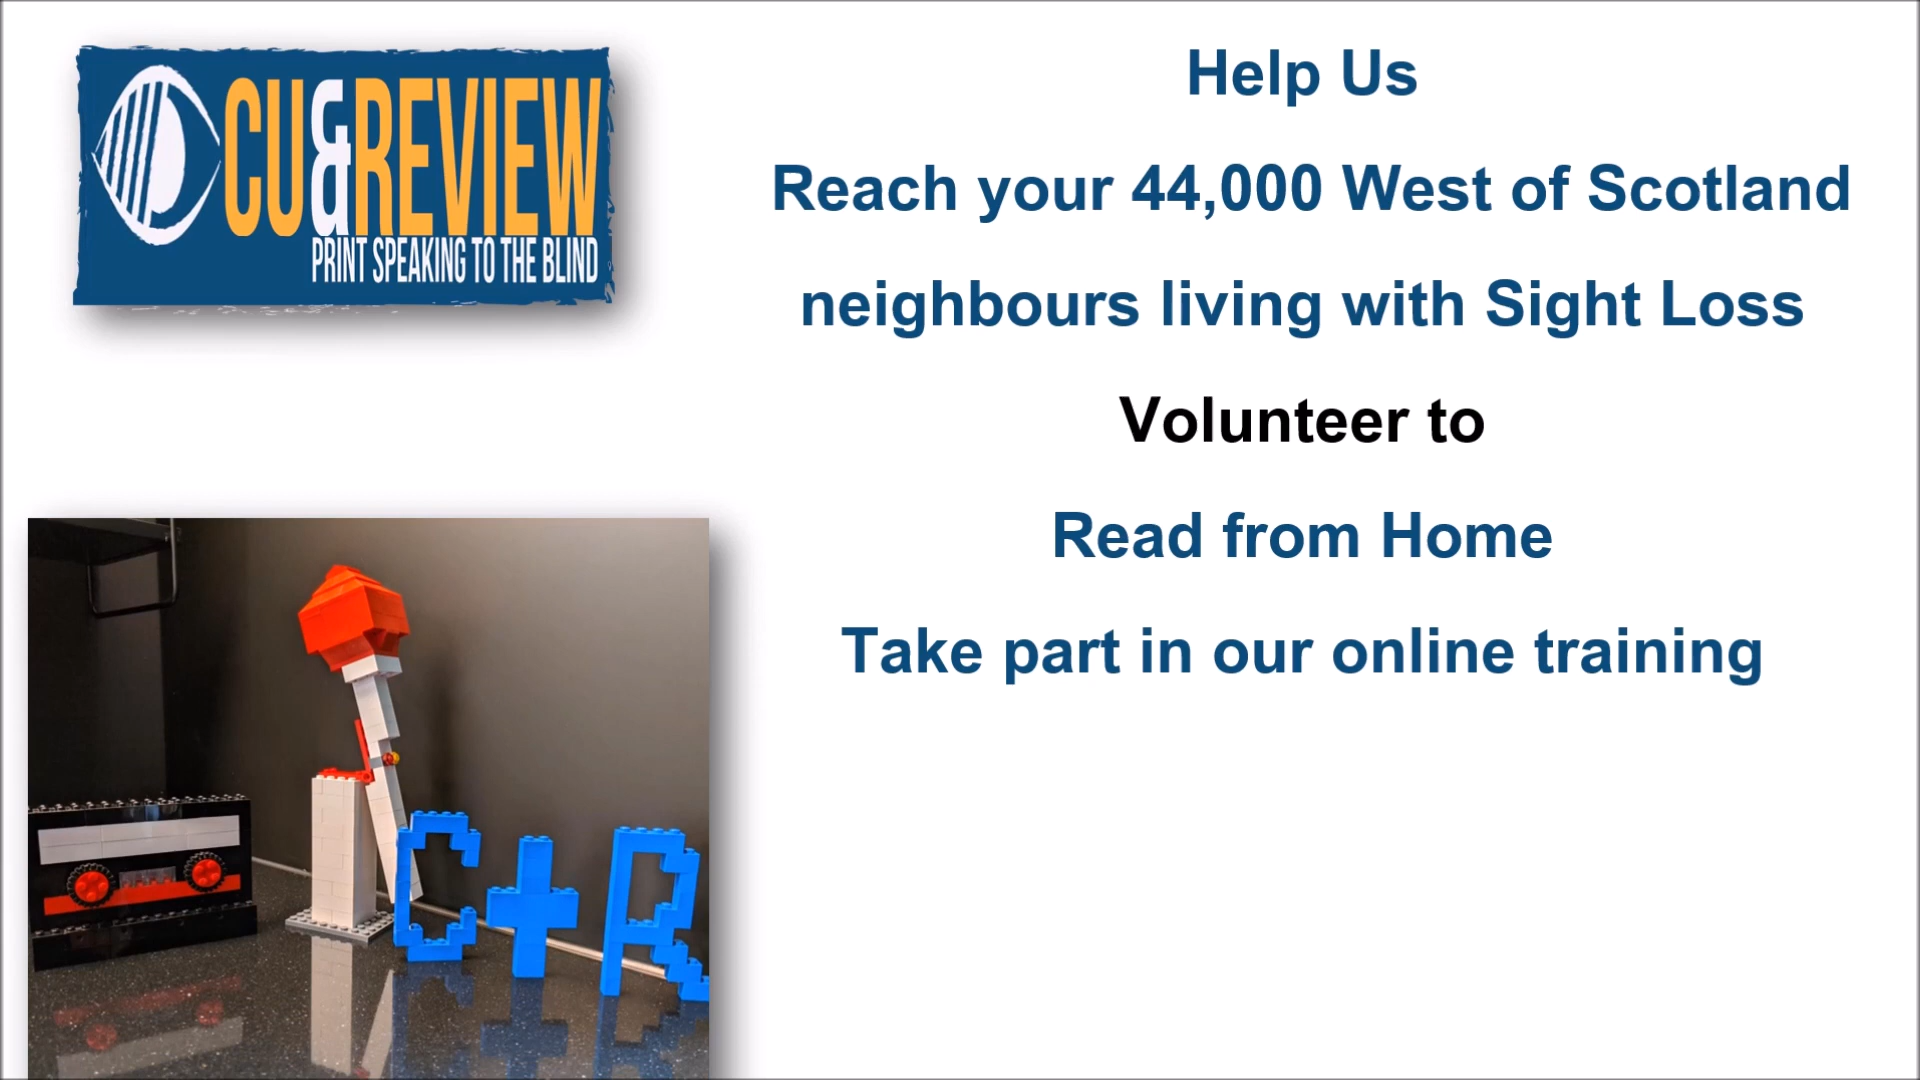 CU&REVIEW
PRINT SPEAKING TO THE BLIND
Help Us
Reach your 44,000 West of Scotland
neighbours living with Sight Loss
Volunteer to
Read from Home
Take part in our online training
C+R